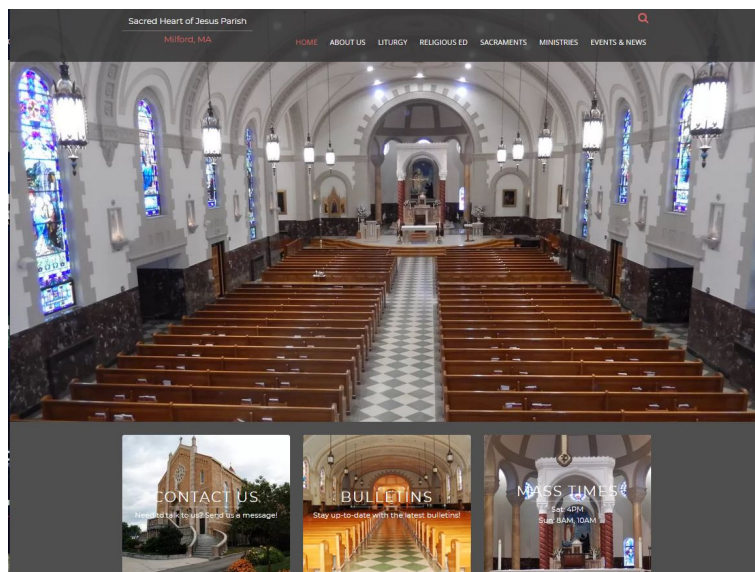 Sacred Heart of Jesus Parish
Milford, MA
HOME ABOUT US LITURGY RELIGIOUS ED SACRAMENTS MINISTRIES EVENTS & NEWS
CONTACT US
Need to talk to us? Send us a message!
BULLETINS
Stay up-to-date with the latest bulletins!
MASS TIMES
Sat: 4PM
Sun: 8AM, 10AM